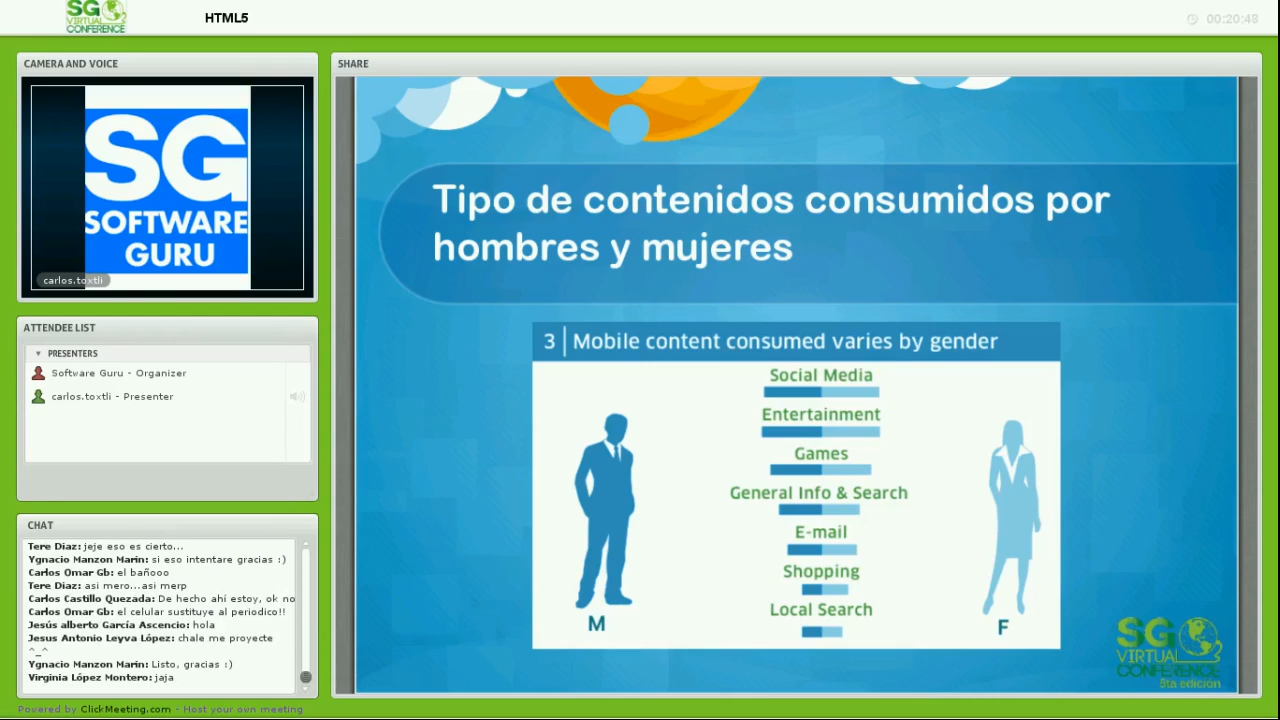 SG
VIRTUAL
CONFERENCE
HTML5
00:20:48
CAMERA AND VOICE
SG
SOFTWARE
GURU
carlos.toxtli
ATTENDEE LIST
PRESENTERS
Software Guru - Organizer
carlos.toxtli - Presenter
CHAT
Tere Diaz: jeje eso es cierto...
Ygnacio Manzon Marin: si eso intentare gracias :)
Carlos Omar Gb: el bañooo
Tere Diaz: asi mero...asi merp
Carlos Castillo Quezada: De hecho ahí estoy, ok no
Carlos Omar Gb: el celular sustituye al periodico!!
Jesús alberto García Ascencio: hola
Jesus Antonio Leyva López: chale me proyecte
^_^
Ygnacio Manzon Marin: Listo, gracias :)
Virginia López Montero: jaja
Powered by ClickMeeting.com - Host your own meeting
SHARE
Tipo de contenidos consumidos por
hombres y mujeres
3 | Mobile content consumed varies by gender
Social Media
Entertainment
Games
General Info & Search
E-mail
Shopping
Local Search
M
F
SG
VIRTUAL
CONFERENCE
5ta edición